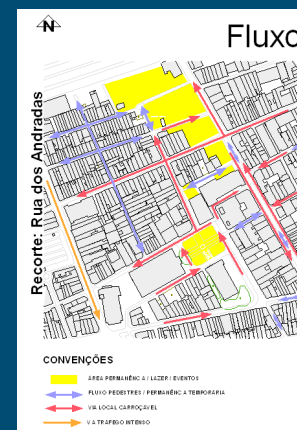 N
Fluxo
Recorte: Rua dos Andradas
CONVENÇÕES
ÁREA PERMANÊNCIA / LAZER / EVENTOS
FLUXO PEDESTRES / PERMANÊNCIA TEMPORÁRIA
VIA LOCAL CARROÇÁVEL
VIA TRÁFEGO INTENSO